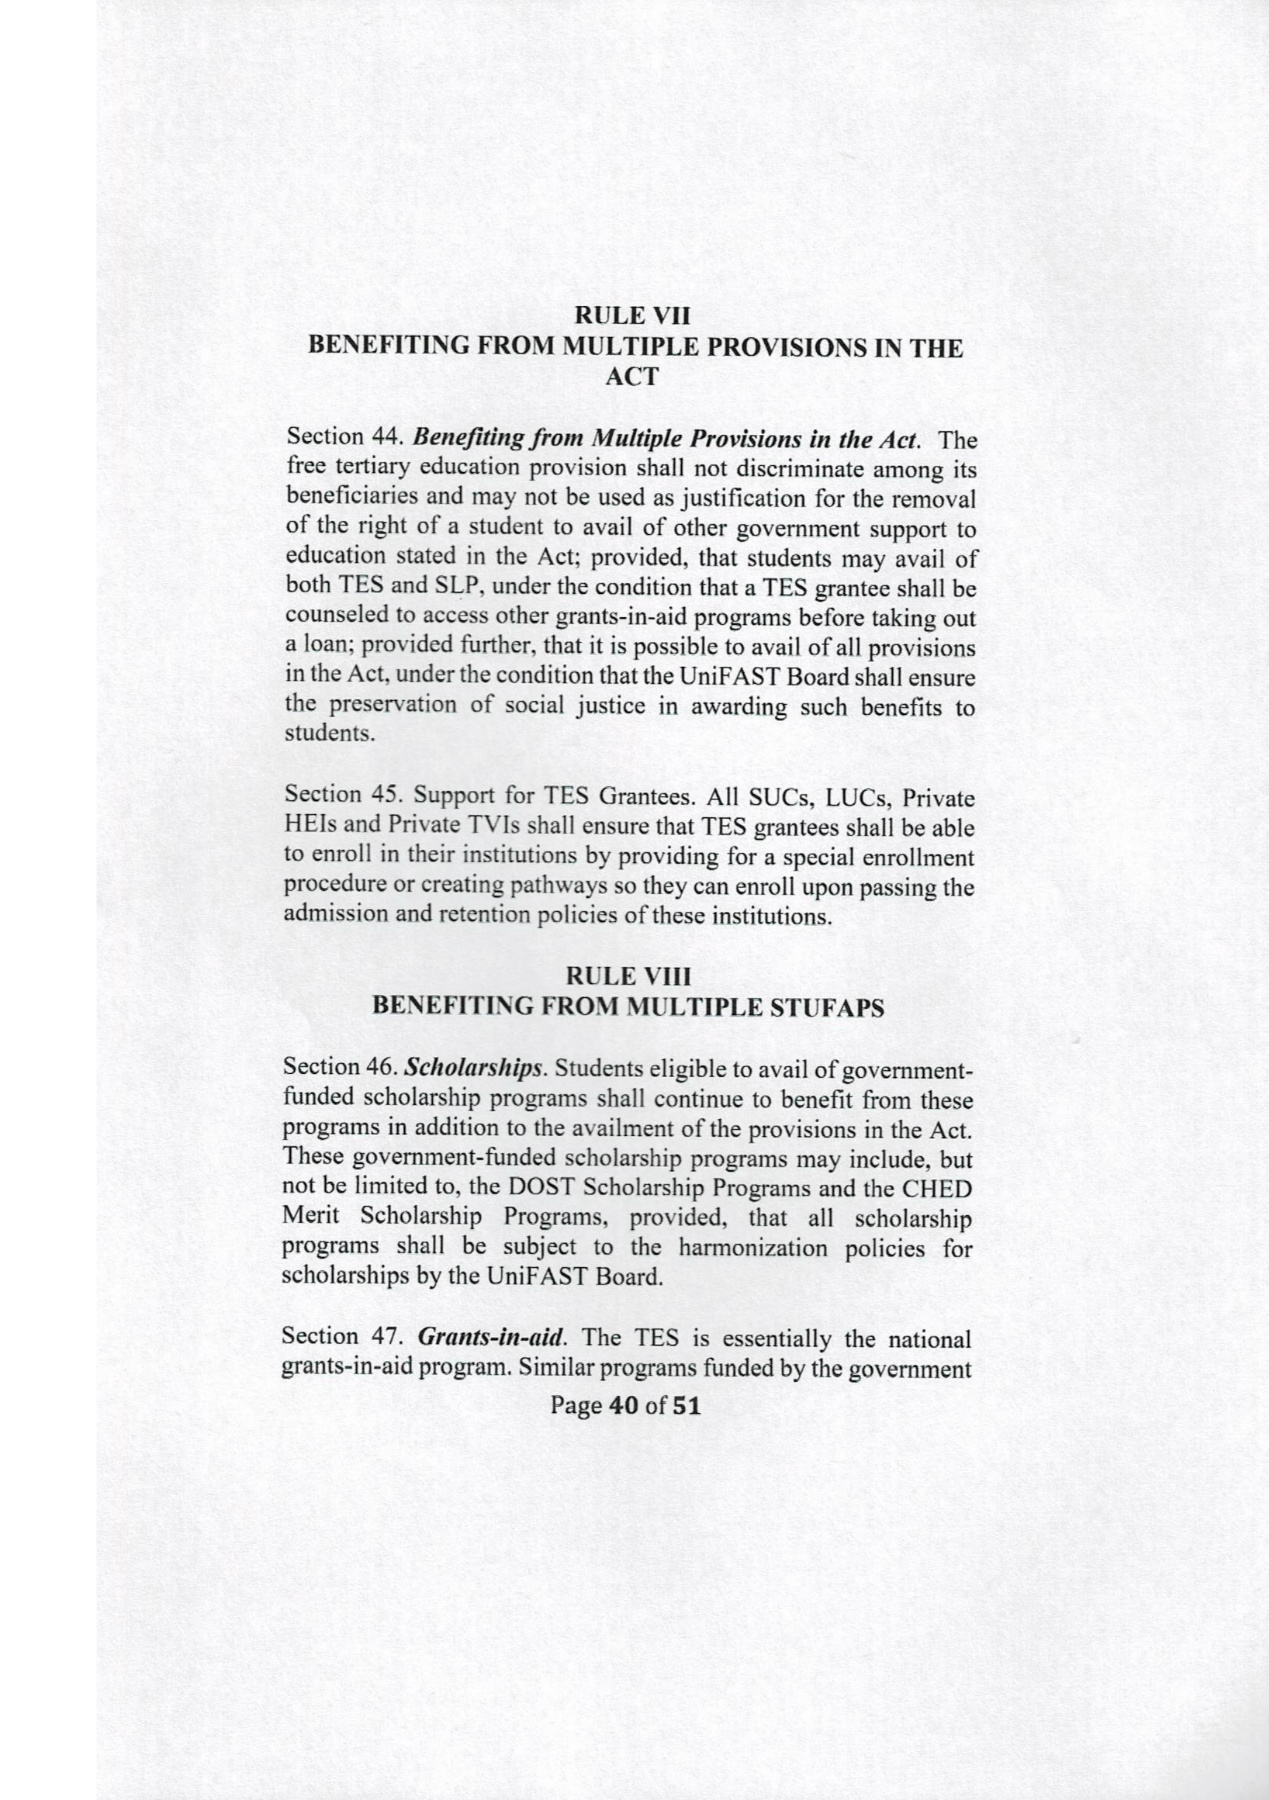 RULE VII
BENEFITING FROM MULTIPLE PROVISIONS IN THE
ACT
Section 44. Benefiting from Multiple Provisions in the Act. The
free tertiary education provision shall not discriminate among its
beneficiaries and may not be used as justification for the removal
of the right of a student to avail of other government support to
education stated in the Act; provided, that students may avail of
both TES and SLP, under the condition that a TES grantee shall be
counseled to access other grants-in-aid programs before taking out
a loan; provided further, that it is possible to avail of all provisions
in the Act, under the condition that the UniFAST Board shall ensure
the preservation of social justice in awarding such benefits to
students.
Section 45. Support for TES Grantees. All SUCs, LUCs, Private
HEIs and Private TVIs shall ensure that TES grantees shall be able
to enroll in their institutions by providing for a special enrollment
procedure or creating pathways so they can enroll upon passing the
admission and retention policies of these institutions.
RULE VIII
BENEFITING FROM MULTIPLE STUFAPS
Section 46. Scholarships. Students eligible to avail of government-
funded scholarship programs shall continue to benefit from these
programs in addition to the availment of the provisions in the Act.
These government-funded scholarship programs may include, but
not be limited to, the DOST Scholarship Programs and the CHED
Merit Scholarship Programs, provided, that all scholarship
programs shall be subject to the harmonization policies for
scholarships by the UniFAST Board.
Section 47. Grants-in-aid. The TES is essentially the national
grants-in-aid program. Similar programs funded by the government
Page 40 of 51